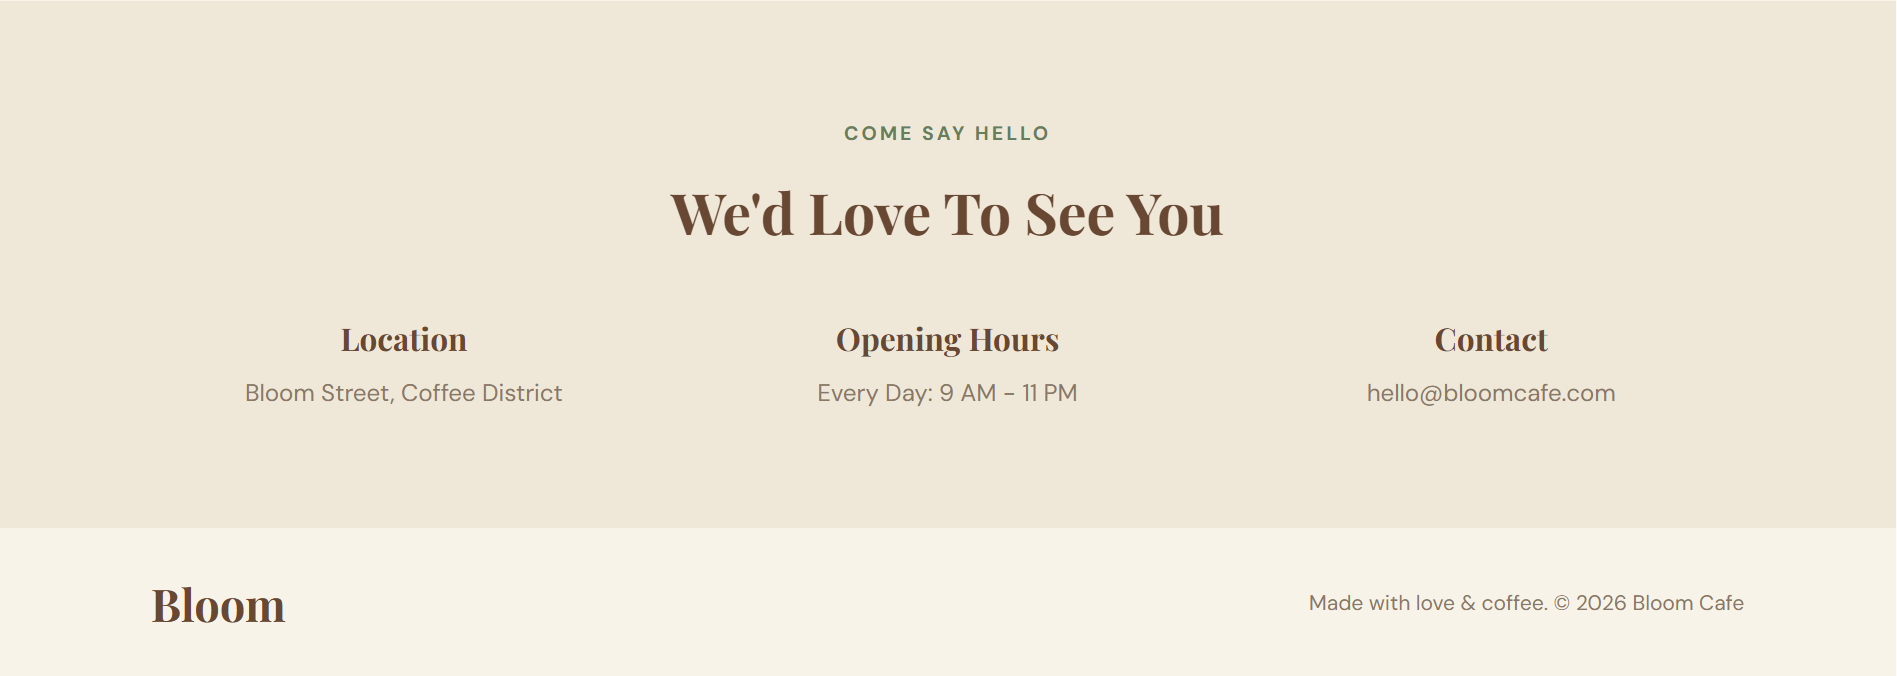 COME SAY HELLO
We'd Love To See You
Location
Bloom Street, Coffee District
Opening Hours
Every Day: 9 AM - 11 PM
Contact
hello@bloomcafe.com
Bloom
Made with love & coffee. © 2026 Bloom Cafe